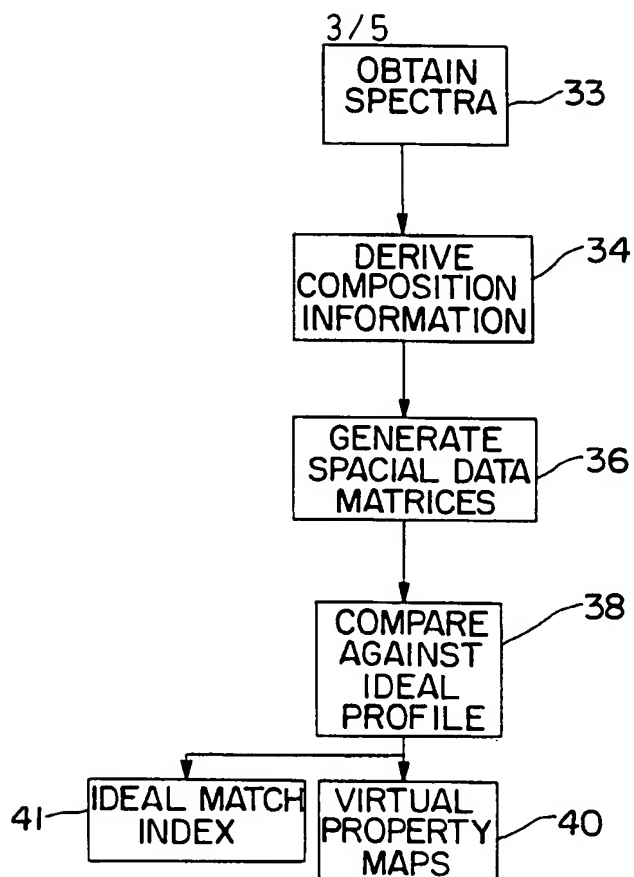 3/5
OBTAIN
SPECTRA
33
DERIVE
COMPOSITION
INFORMATION
34
GENERATE
SPACIAL DATA
MATRICES
36
COMPARE
AGAINST
IDEAL
PROFILE
38
41
IDEAL MATCH
INDEX
VIRTUAL
PROPERTY
MAPS
40